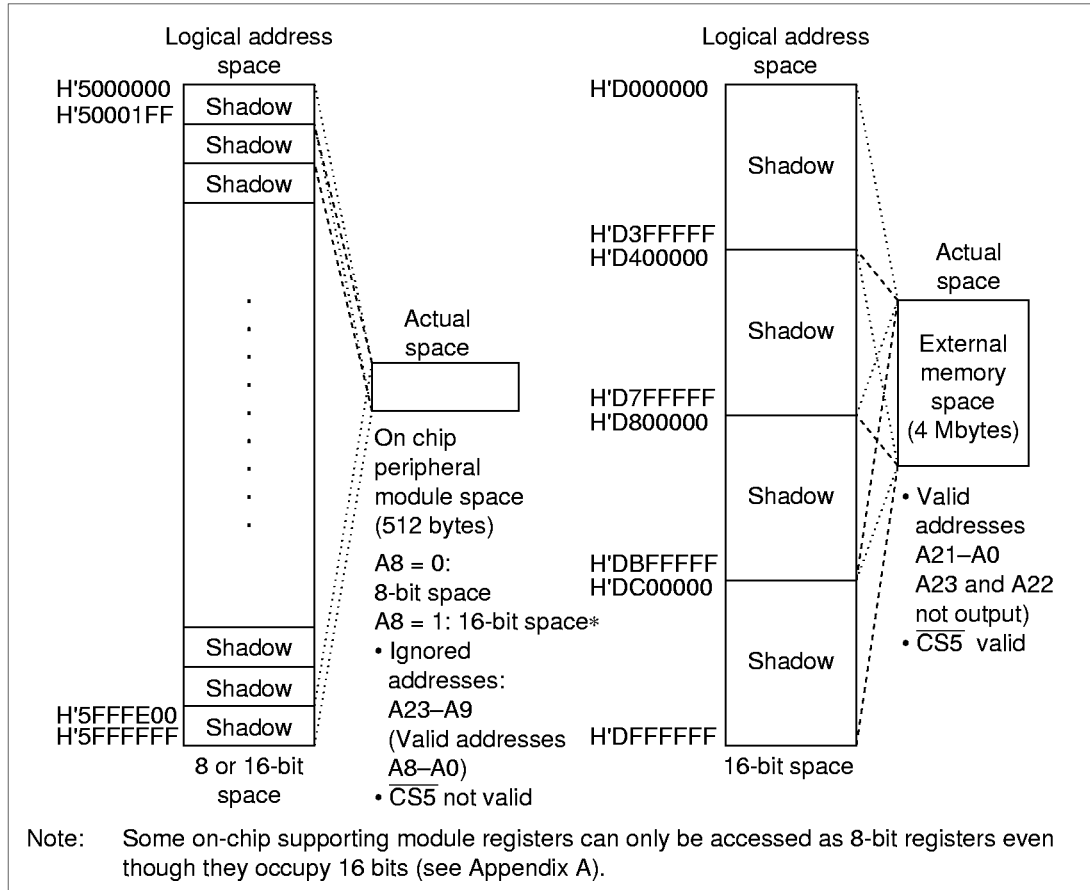 Logical address
space
H'5000000
H'50001FF
Shadow
Shadow
Shadow
.
.
.
.
.
.
.
.
.
Shadow
Shadow
H'5FFFE00
H'5FFFFFF
Shadow
8 or 16-bit
space
Actual
space
On chip
peripheral
module space
(512 bytes)
A8 = 0:
8-bit space
A8 = 1: 16-bit space*
• Ignored
addresses:
A23–A9
(Valid addresses
A8–A0)
• C̅S̅5̅ not valid
Logical address
space
H'D000000
Shadow
H'D3FFFFF
H'D400000
Shadow
H'D7FFFFF
H'D800000
Shadow
H'DBFFFFF
H'DC00000
Shadow
H'DFFFFFF
16-bit space
Actual
space
External
memory
space
(4 Mbytes)
• Valid
addresses
A21–A0
A23 and A22
not output)
• C̅S̅5̅ valid
Note: Some on-chip supporting module registers can only be accessed as 8-bit registers even
though they occupy 16 bits (see Appendix A).